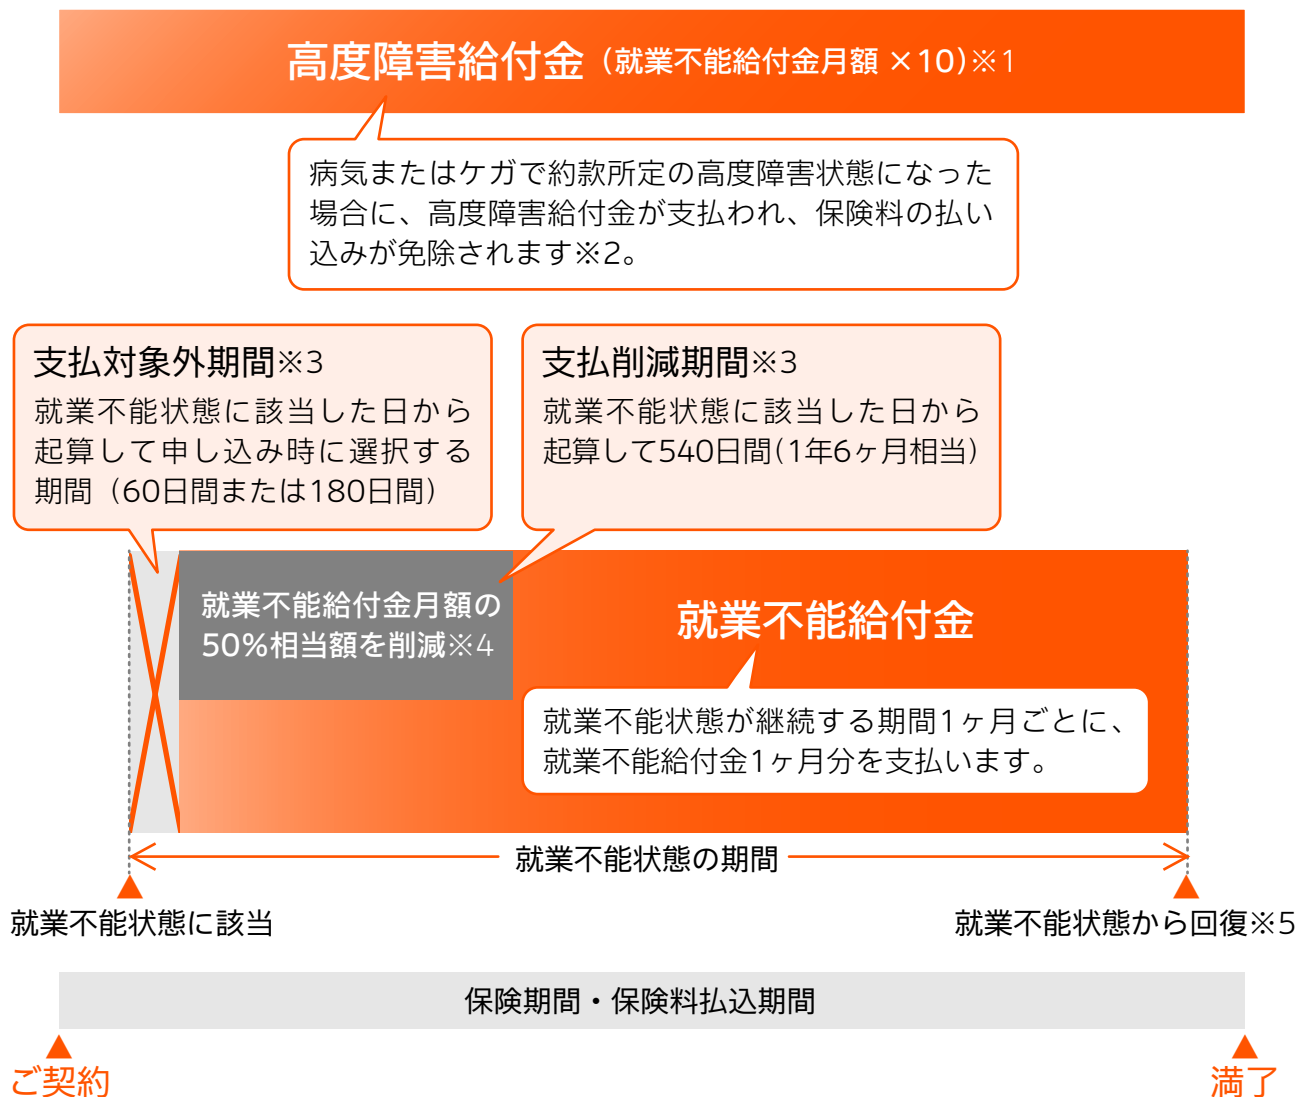 高度障害給付金（就業不能給付金月額 ×10）※1
病気またはケガで約款所定の高度障害状態になった
場合に、高度障害給付金が支払われ、保険料の払い
込みが免除されます※2。
支払対象外期間※3
就業不能状態に該当した日から
起算して申し込み時に選択する
期間（60日間または180日間）
支払削減期間※3
就業不能状態に該当した日から
起算して540日間（1年6ヶ月相当）
就業不能給付金月額の
50%相当額を削減※4
就業不能給付金
就業不能状態が継続する期間1ヶ月ごとに、
就業不能給付金1ヶ月分を支払います。
就業不能状態の期間
就業不能状態に該当
就業不能状態から回復※5
保険期間・保険料払込期間
ご契約
満了